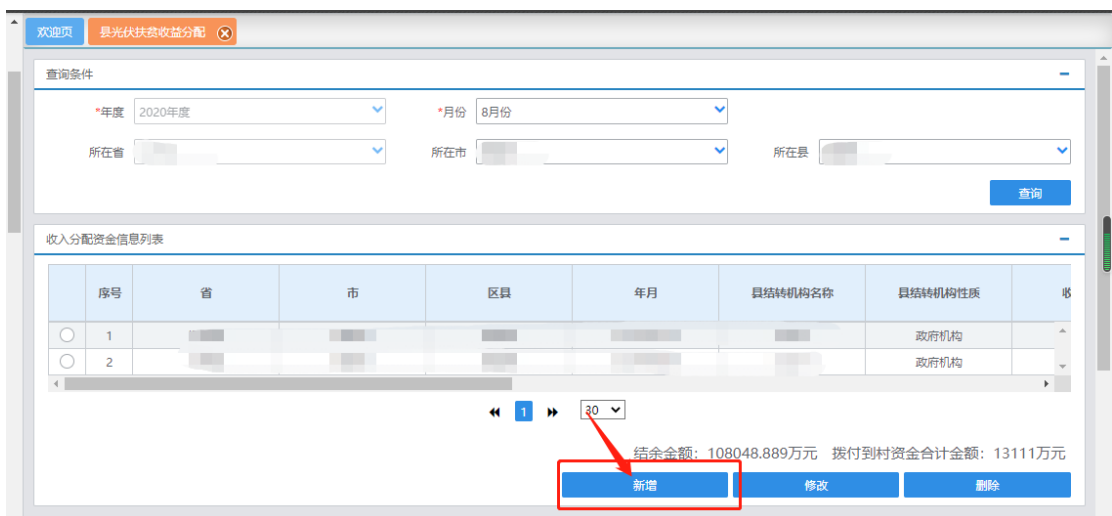 欢迎页 县光伏扶贫收益分配
查询条件
*年度 2020年度 *月份 8月份
所在省 所在市 所在县
查询
收入分配资金信息列表
序号 省 市 区县 年月 县结转机构名称 县结转机构性质
1 政府机构
2 政府机构
1 30
结余金额：108048.889万元 拨付到村资金合计金额：13111万元
新增 修改 删除